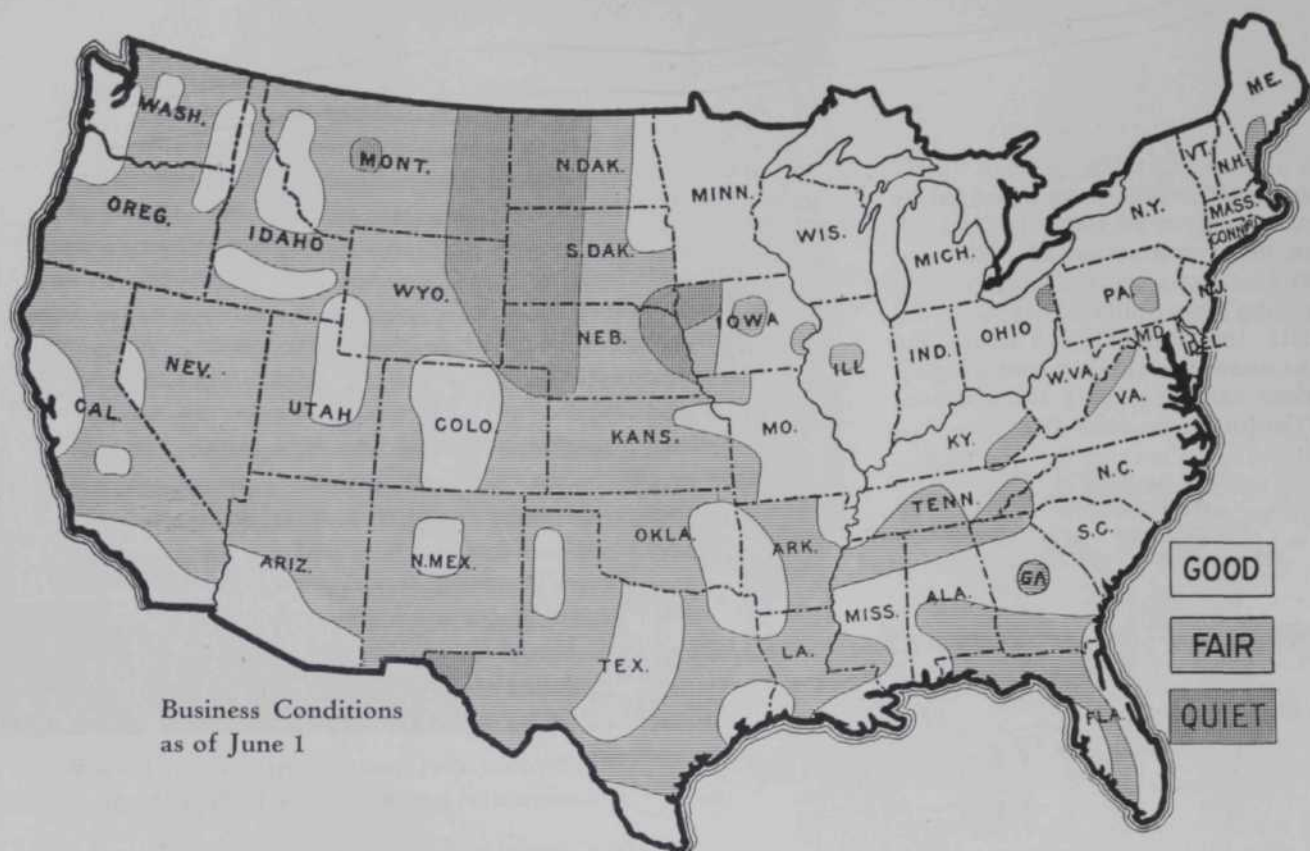 WASH.
MONT.
N.DAK.
MINN.
ME.
VT.
N.H.
OREG.
IDAHO
S.DAK.
WIS.
MICH.
N.Y.
MASS.
CONN.
WYO.
NEB.
IOWA
PA.
N.J.
NEV.
UTAH
COLO.
KANS.
MO.
ILL
IND.
OHIO
W.VA.
MD.
DEL.
VA.
CAL.
KY.
N.C.
ARIZ.
N.MEX.
OKLA.
ARK.
TENN.
S.C.
TEX.
LA.
MISS.
ALA.
GA
FLA.
GOOD
FAIR
QUIET
Business Conditions
as of June 1